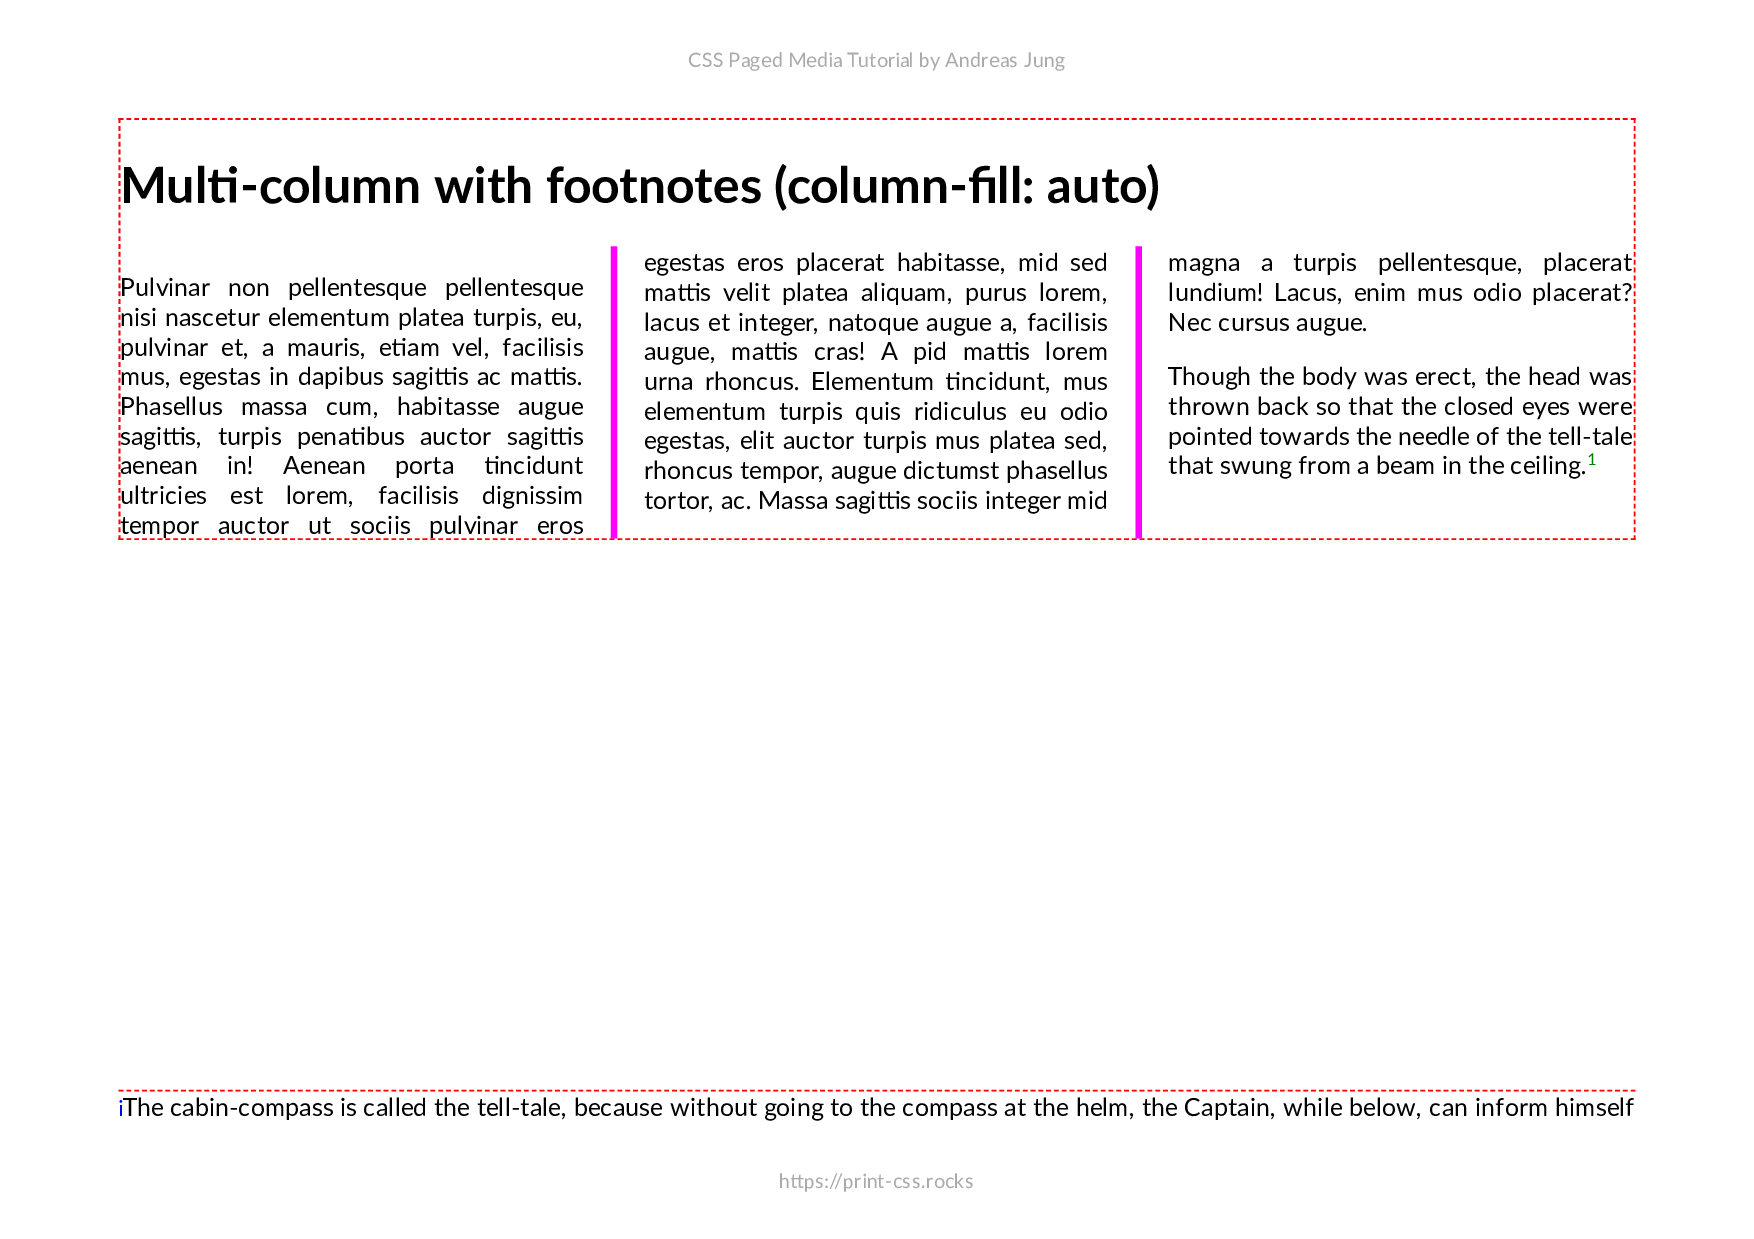 CSS Paged Media Tutorial by Andreas Jung
Multi-column with footnotes (column-fill: auto)
Pulvinar non pellentesque pellentesque
nisi nascetur elementum platea turpis, eu,
pulvinar et, a mauris, etiam vel, facilisis
mus, egestas in dapibus sagittis ac mattis.
Phasellus massa cum, habitasse augue
sagittis, turpis penatibus auctor sagittis
aenean in! Aenean porta tincidunt
ultricies est lorem, facilisis dignissim
tempor auctor ut sociis pulvinar eros
egestas eros placerat habitasse, mid sed
mattis velit platea aliquam, purus lorem,
lacus et integer, natoque augue a, facilisis
augue, mattis cras! A pid mattis lorem
urna rhoncus. Elementum tincidunt, mus
elementum turpis quis ridiculus eu odio
egestas, elit auctor turpis mus platea sed,
rhoncus tempor, augue dictumst phasellus
tortor, ac. Massa sagittis sociis integer mid
magna a turpis pellentesque, placerat
lundium! Lacus, enim mus odio placerat?
Nec cursus augue.
Though the body was erect, the head was
thrown back so that the closed eyes were
pointed towards the needle of the tell-tale
that swung from a beam in the ceiling.1
iThe cabin-compass is called the tell-tale, because without going to the compass at the helm, the Captain, while below, can inform himself
https://print-css.rocks